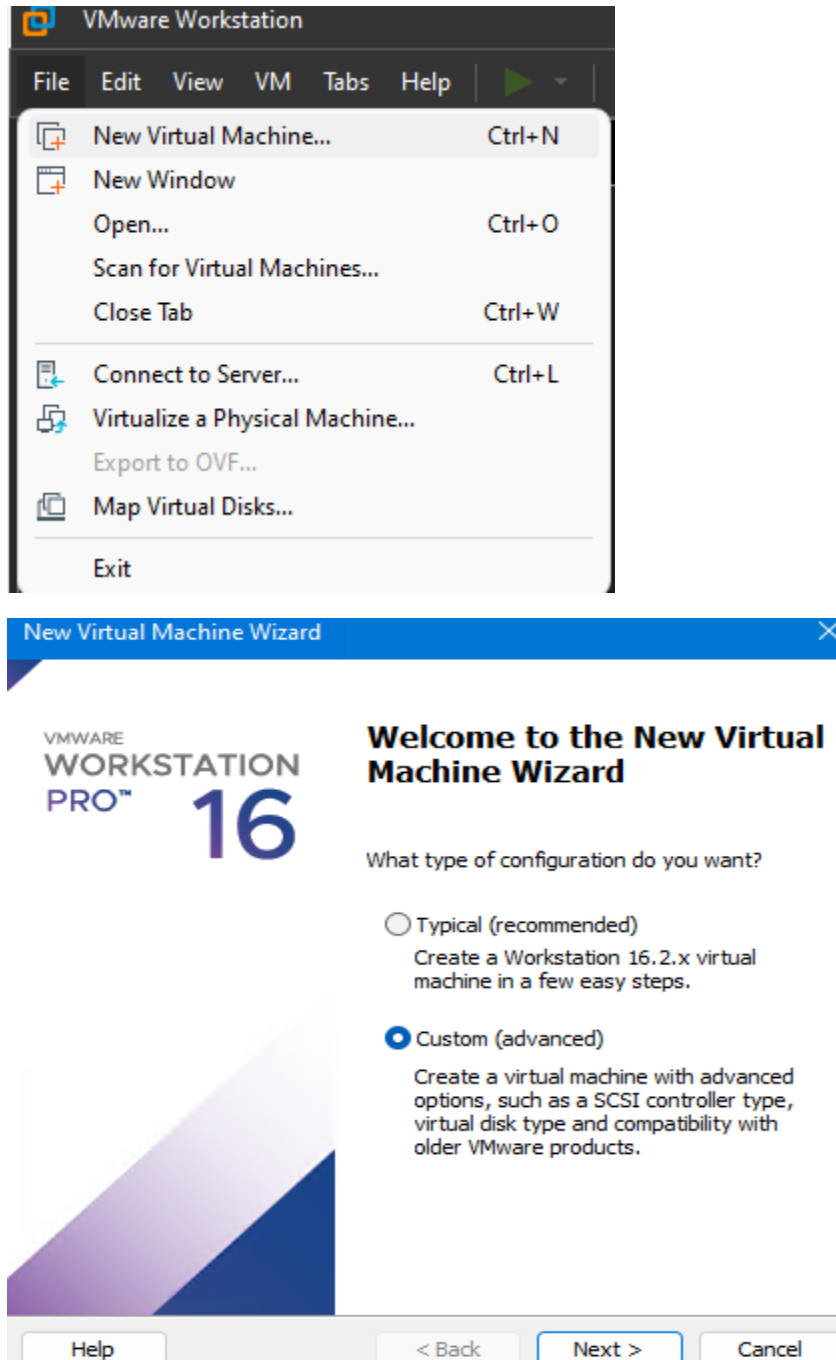 VMware Workstation
File Edit View VM Tabs Help
New Virtual Machine... Ctrl+N
New Window
Open... Ctrl+O
Scan for Virtual Machines...
Close Tab Ctrl+W
Connect to Server... Ctrl+L
Virtualize a Physical Machine...
Export to OVF...
Map Virtual Disks...
Exit
New Virtual Machine Wizard
VMWARE
WORKSTATION
PRO™ 16
Welcome to the New Virtual
Machine Wizard
What type of configuration do you want?
Typical (recommended)
Create a Workstation 16.2.x virtual
machine in a few easy steps.
Custom (advanced)
Create a virtual machine with advanced
options, such as a SCSI controller type,
virtual disk type and compatibility with
older VMware products.
Help < Back Next > Cancel